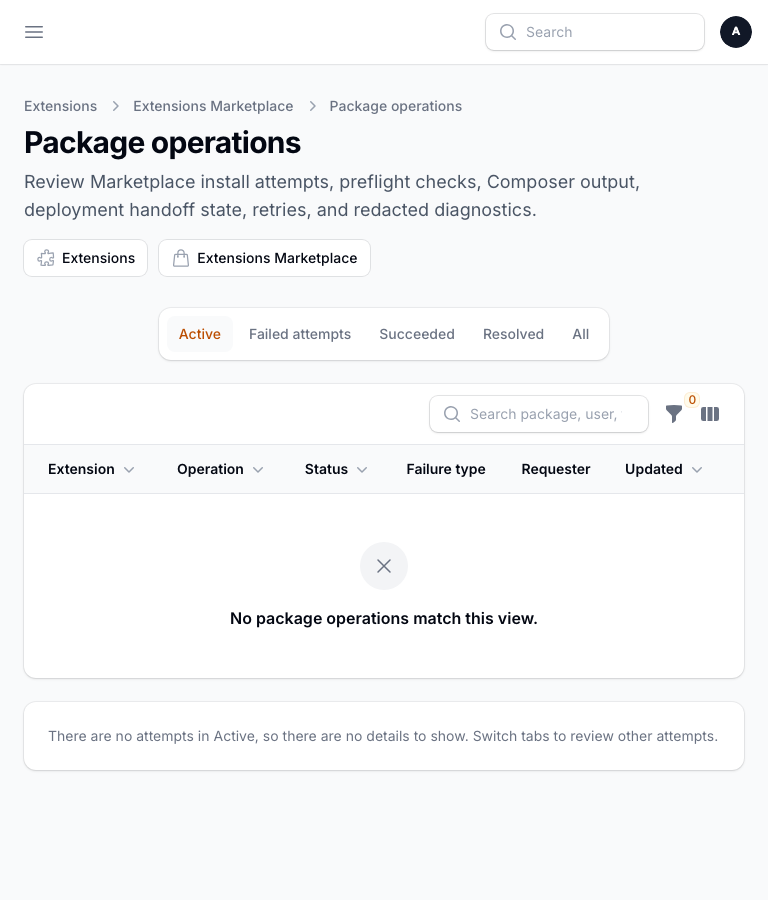 Search
A
Extensions
Extensions Marketplace
Package operations
Package operations
Review Marketplace install attempts, preflight checks, Composer output,
deployment handoff state, retries, and redacted diagnostics.
Extensions
Extensions Marketplace
Active
Failed attempts
Succeeded
Resolved
All
Search package, user,
0
Extension
Operation
Status
Failure type
Requester
Updated
No package operations match this view.
There are no attempts in Active, so there are no details to show. Switch tabs to review other attempts.